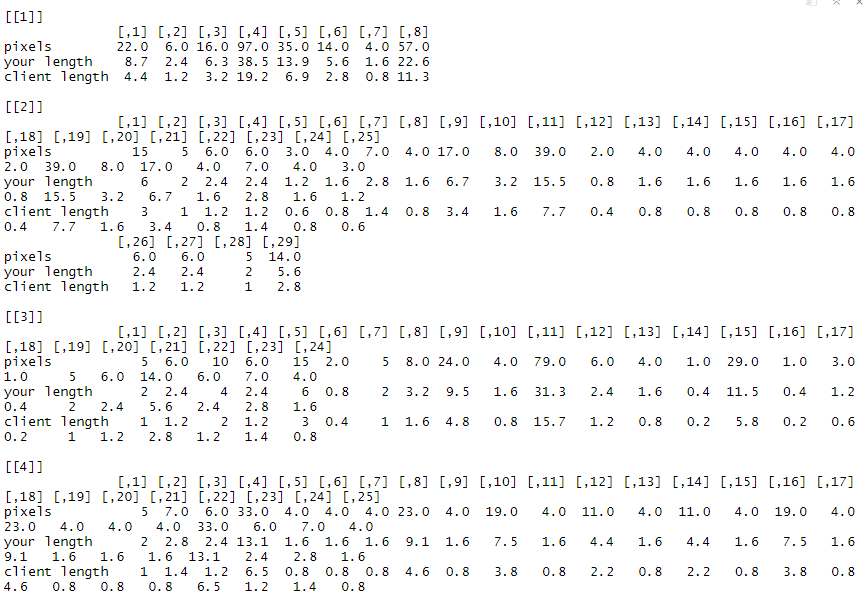 [[1]]
              [,1] [,2] [,3] [,4] [,5] [,6] [,7] [,8]
pixels        22.0  6.0 16.0 97.0 35.0 14.0  4.0 57.0
your length    8.7  2.4  6.3 38.5 13.9  5.6  1.6 22.6
client length  4.4  1.2  3.2 19.2  6.9  2.8  0.8 11.3
[[2]]
              [,1] [,2] [,3] [,4] [,5] [,6] [,7] [,8] [,9] [,10] [,11] [,12] [,13] [,14] [,15] [,16] [,17]
[,18] [,19] [,20] [,21] [,22] [,23] [,24] [,25]
pixels          15    5  6.0  6.0  3.0  4.0  7.0  4.0 17.0   8.0  39.0   2.0   4.0   4.0   4.0   4.0   4.0
2.0  39.0   8.0  17.0   4.0   7.0   4.0   3.0
your length      6    2  2.4  2.4  1.2  1.6  2.8  1.6  6.7   3.2  15.5   0.8   1.6   1.6   1.6   1.6   1.6
0.8  15.5   3.2   6.7   1.6   2.8   1.6   1.2
client length    3    1  1.2  1.2  0.6  0.8  1.4  0.8  3.4   1.6   7.7   0.4   0.8   0.8   0.8   0.8   0.8
0.4   7.7   1.6   3.4   0.8   1.4   0.8   0.6
              [,26] [,27] [,28] [,29]
pixels          6.0   6.0     5  14.0
your length     2.4   2.4     2   5.6
client length   1.2   1.2     1   2.8
[[3]]
              [,1] [,2] [,3] [,4] [,5] [,6] [,7] [,8] [,9] [,10] [,11] [,12] [,13] [,14] [,15] [,16] [,17]
[,18] [,19] [,20] [,21] [,22] [,23] [,24]
pixels           5  6.0   10  6.0   15  2.0    5  8.0 24.0   4.0  79.0   6.0   4.0   1.0  29.0   1.0   3.0
1.0     5   6.0  14.0   6.0   7.0   4.0
your length      2  2.4    4  2.4    6  0.8    2  3.2  9.5   1.6  31.3   2.4   1.6   0.4  11.5   0.4   1.2
0.4     2   2.4   5.6   2.4   2.8   1.6
client length    1  1.2    2  1.2    3  0.4    1  1.6  4.8   0.8  15.7   1.2   0.8   0.2   5.8   0.2   0.6
0.2     1   1.2   2.8   1.2   1.4   0.8
[[4]]
              [,1] [,2] [,3] [,4] [,5] [,6] [,7] [,8] [,9] [,10] [,11] [,12] [,13] [,14] [,15] [,16] [,17]
[,18] [,19] [,20] [,21] [,22] [,23] [,24] [,25]
pixels           5  7.0  6.0 33.0  4.0  4.0  4.0 23.0  4.0  19.0   4.0  11.0   4.0  11.0   4.0  19.0   4.0
23.0   4.0   4.0   4.0  33.0   6.0   7.0   4.0
your length      2  2.8  2.4 13.1  1.6  1.6  1.6  9.1  1.6   7.5   1.6   4.4   1.6   4.4   1.6   7.5   1.6
9.1   1.6   1.6   1.6  13.1   2.4   2.8   1.6
client length    1  1.4  1.2  6.5  0.8  0.8  0.8  4.6  0.8   3.8   0.8   2.2   0.8   2.2   0.8   3.8   0.8
4.6   0.8   0.8   0.8   6.5   1.2   1.4   0.8